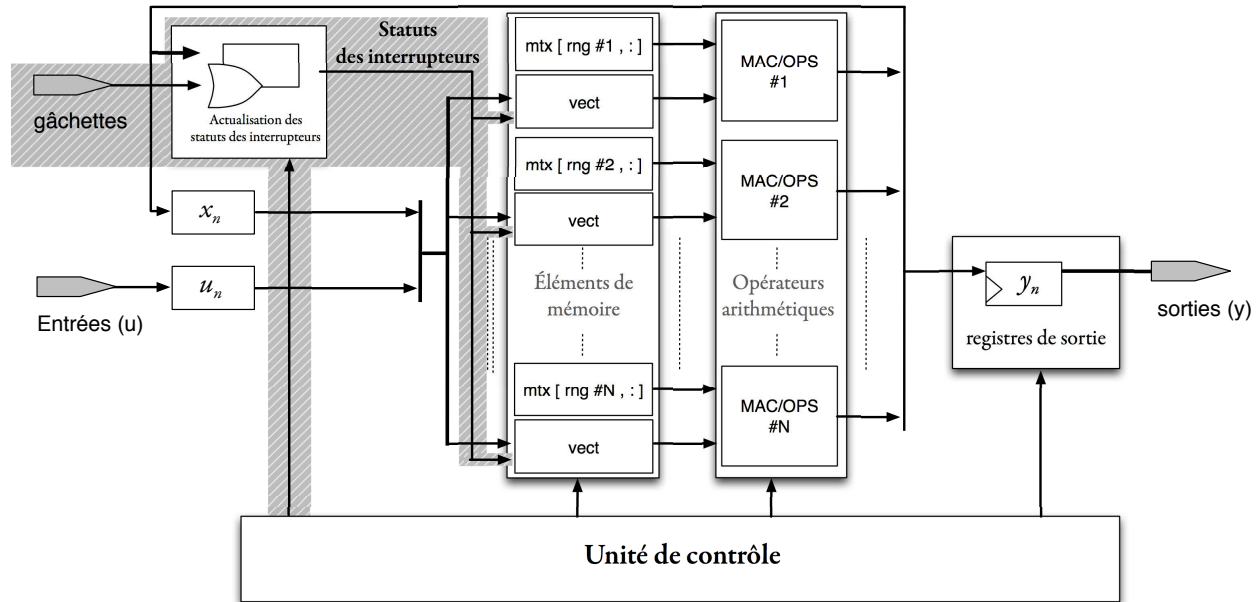 Statuts
des interrupteurs
gâchettes
Actualisation des
statuts des interrupteurs
x_n
u_n
Entrées (u)
mtx [ rng #1 , : ]
vect
mtx [ rng #2 , : ]
vect
Éléments de
mémoire
mtx [ rng #N , : ]
vect
MAC/OPS
#1
MAC/OPS
#2
Opérateurs
arithmétiques
MAC/OPS
#N
y_n
registres de sortie
sorties (y)
Unité de contrôle